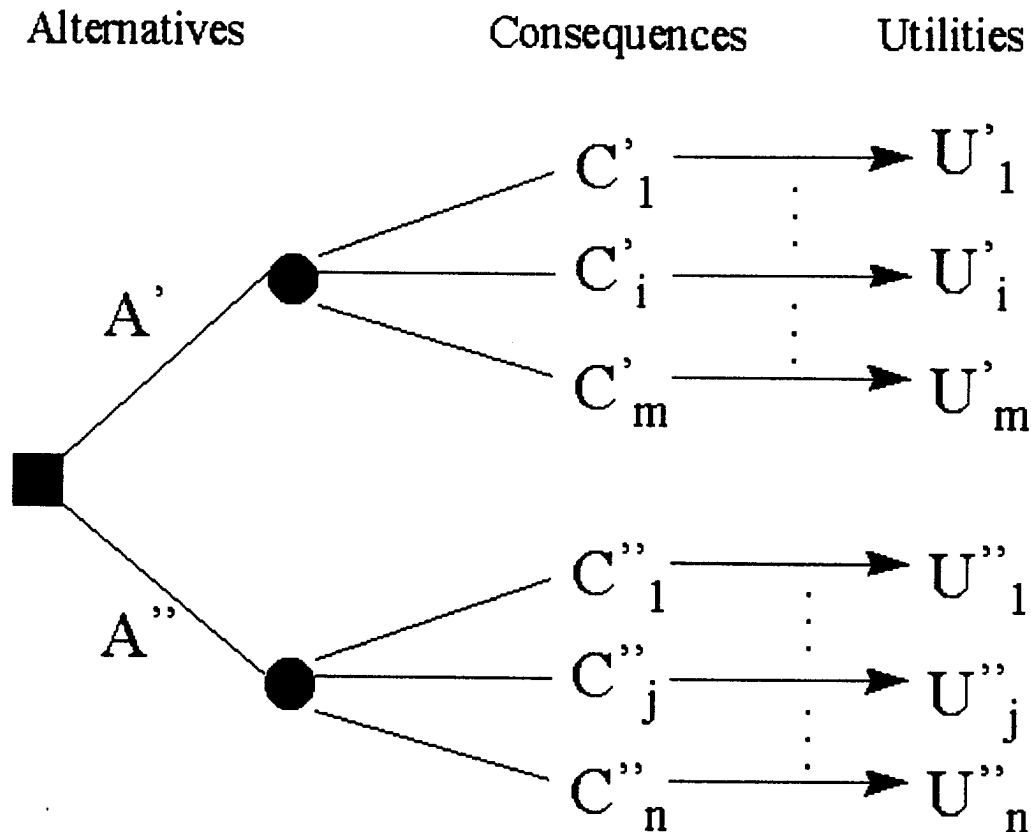 Alternatives Consequences Utilities
C'1 U'1
A' C'i U'i
C'm U'm
C''1 U''1
A'' C''j U''j
C''n U''n